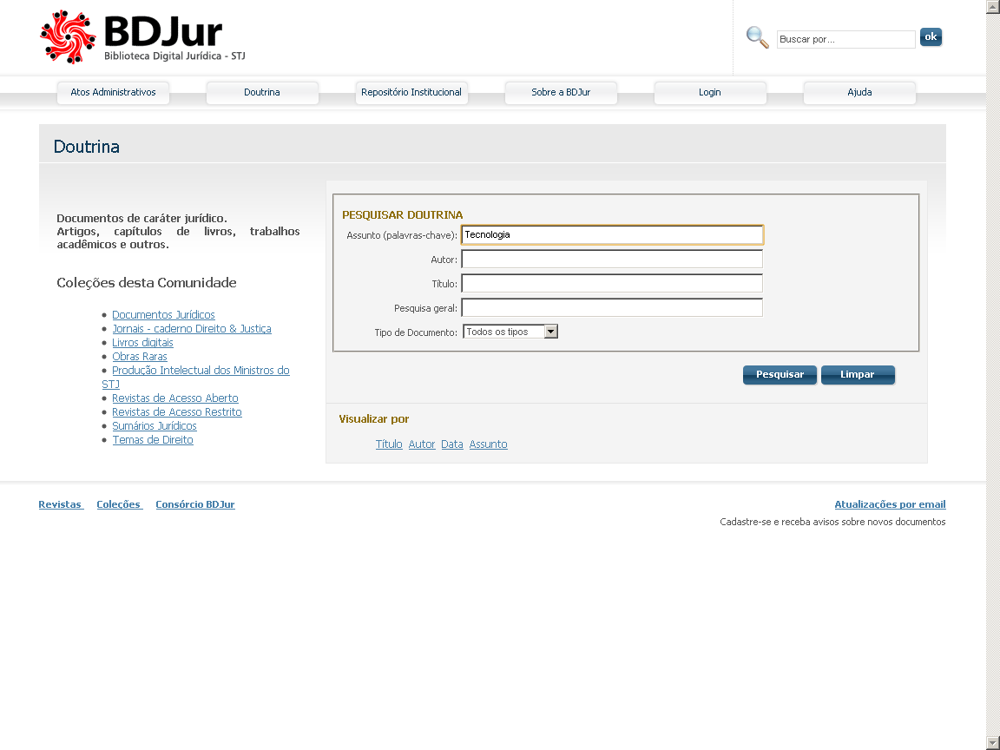 BDJur
Biblioteca Digital Jurídica - STJ
Buscar por...
ok
Atos Administrativos
Doutrina
Repositório Institucional
Sobre a BDJur
Login
Ajuda
Doutrina
Documentos de caráter jurídico.
Artigos, capítulos de livros, trabalhos
acadêmicos e outros.
Coleções desta Comunidade
Documentos Jurídicos
Jornais - caderno Direito & Justiça
Livros digitais
Obras Raras
Produção Intelectual dos Ministros do
STJ
Revistas de Acesso Aberto
Revistas de Acesso Restrito
Sumários Jurídicos
Temas de Direito
PESQUISAR DOUTRINA
Assunto (palavras-chave): Tecnologia
Autor:
Título:
Pesquisa geral:
Tipo de Documento: Todos os tipos
Pesquisar
Limpar
Visualizar por
Título Autor Data Assunto
Revistas Coleções Consórcio BDJur
Atualizações por email
Cadastre-se e receba avisos sobre novos documentos